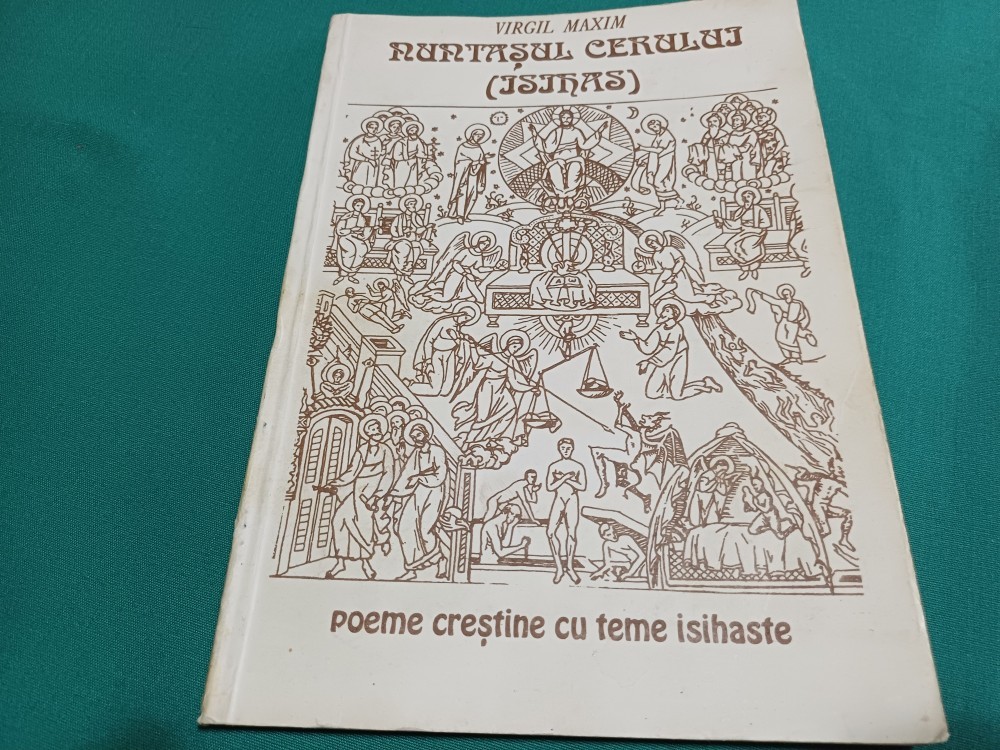 VIRGIL MAXIM
NUNTAȘUL CERULUI
(ISIHAS)
poeme creștine cu teme isihaste